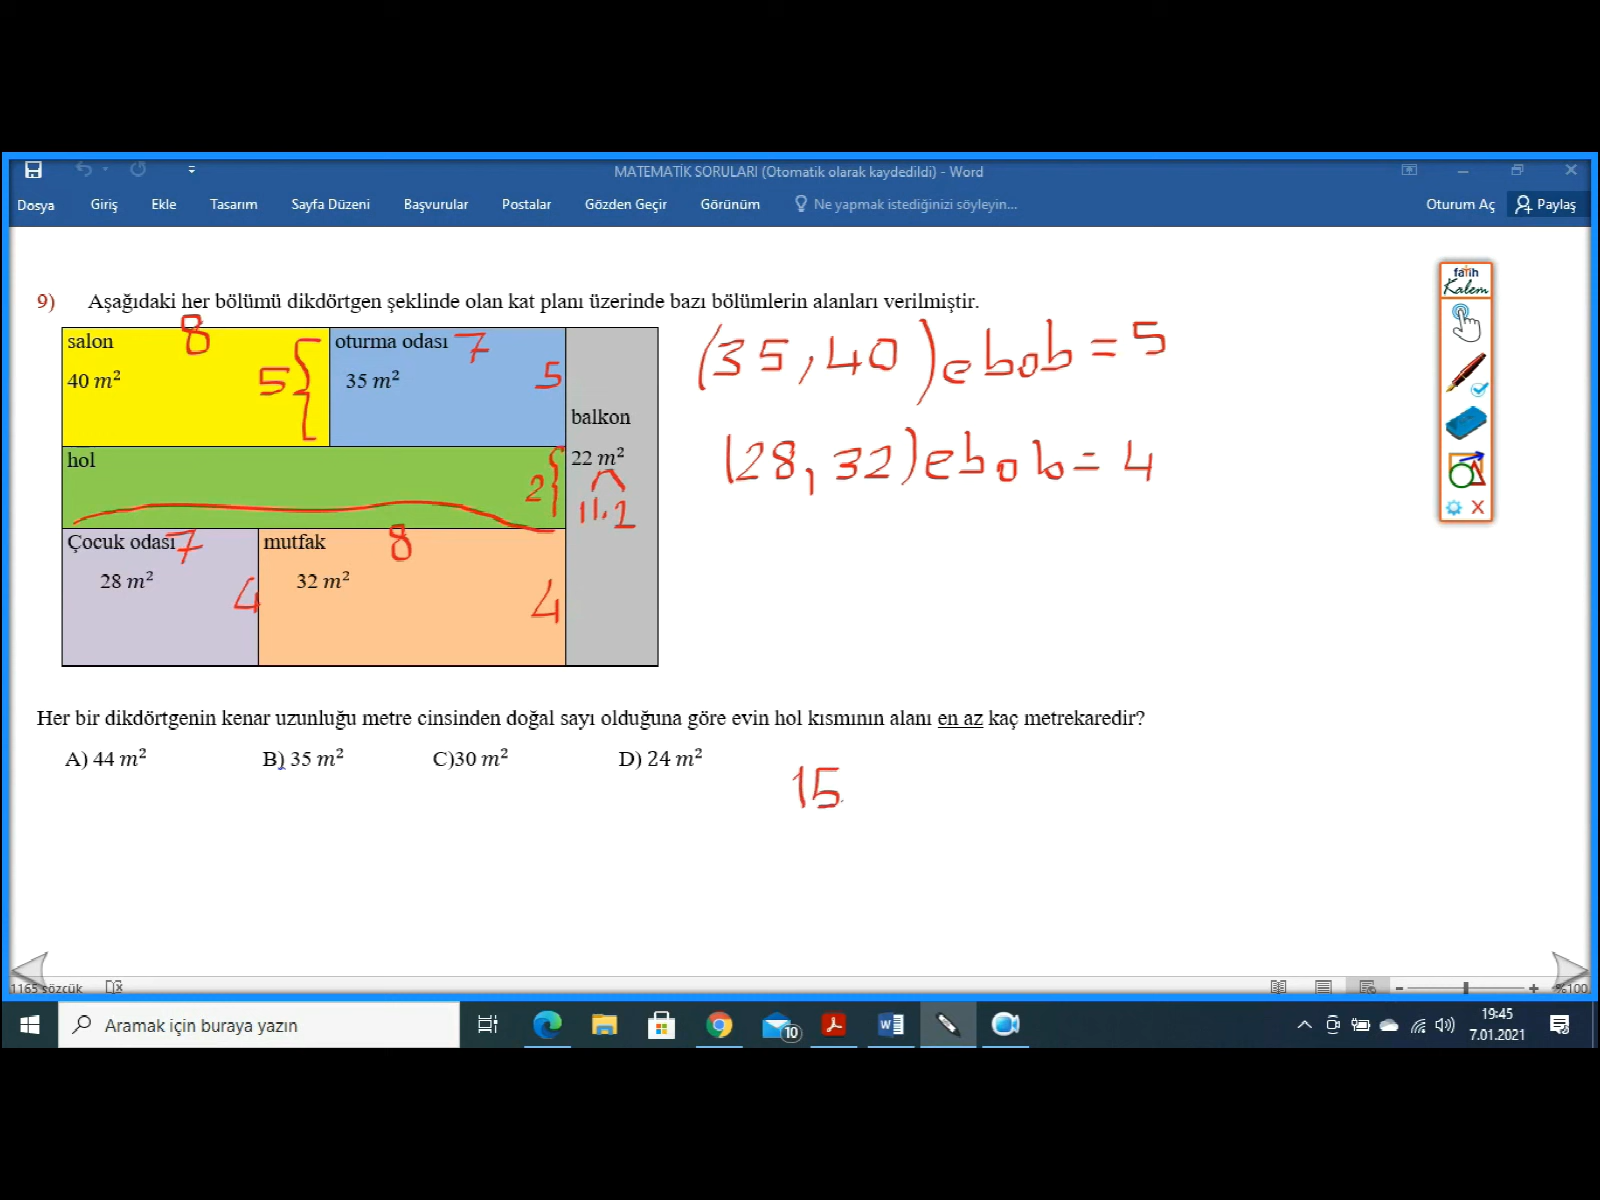 MATEMATİK SORULARI (Otomatik olarak kaydedildi) - Word
Dosya Giriş Ekle Tasarım Sayfa Düzeni Başvurular Postalar Gözden Geçir Görünüm Ne yapmak istediğinizi söyleyin... Oturum Aç Paylaş
fatih
Kalem
9) Aşağıdaki her bölümü dikdörtgen şeklinde olan kat planı üzerinde bazı bölümlerin alanları verilmiştir.
salon 8
40 m²
5
oturma odası 7
35 m²
5
balkon
22 m²
11.2
hol
2
Çocuk odası 7
28 m²
4
mutfak 8
32 m²
4
(35,40)ebob=5
(28,32)ebob=4
Her bir dikdörtgenin kenar uzunluğu metre cinsinden doğal sayı olduğuna göre evin hol kısmının alanı en az kaç metrekaredir?
A) 44 m² B) 35 m² C)30 m² D) 24 m²
15
1165 sözcük
%100
Aramak için buraya yazın
10
19:45
7.01.2021